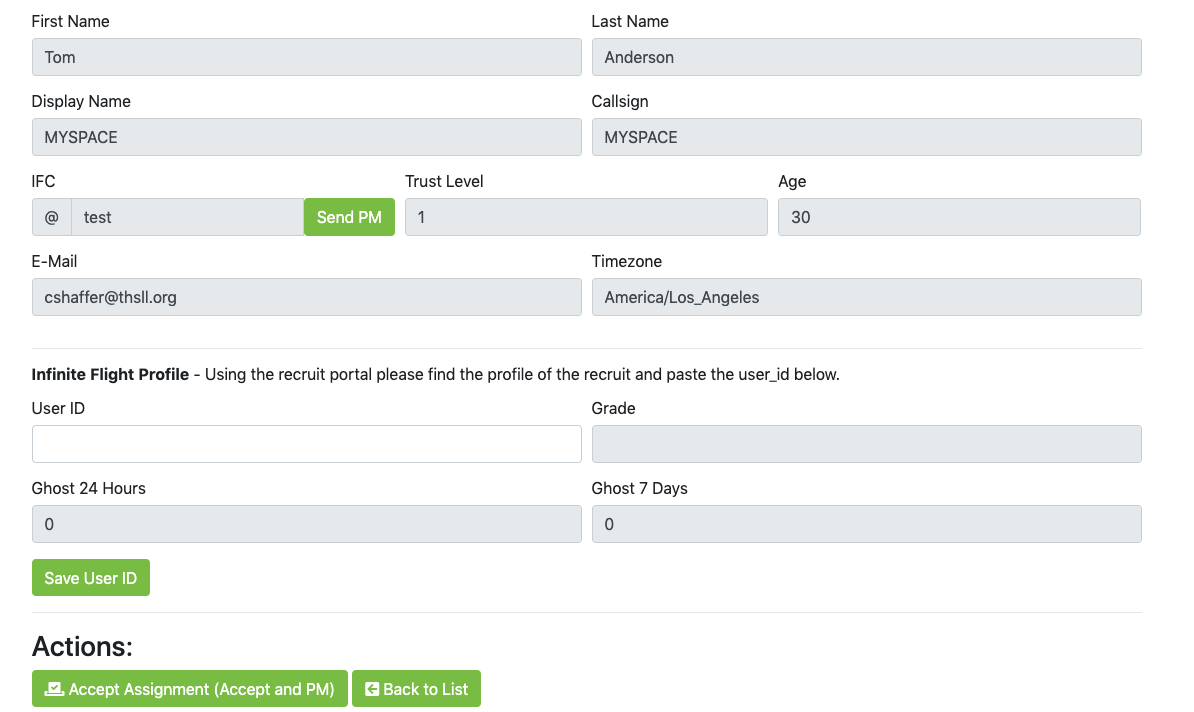 First Name Last Name
Tom Anderson
Display Name Callsign
MYSPACE MYSPACE
IFC Trust Level Age
@ test Send PM 1 30
E-Mail Timezone
cshaffer@thsll.org America/Los_Angeles
Infinite Flight Profile - Using the recruit portal please find the profile of the recruit and paste the user_id below.
User ID Grade
Ghost 24 Hours Ghost 7 Days
0 0
Save User ID
Actions:
Accept Assignment (Accept and PM) Back to List